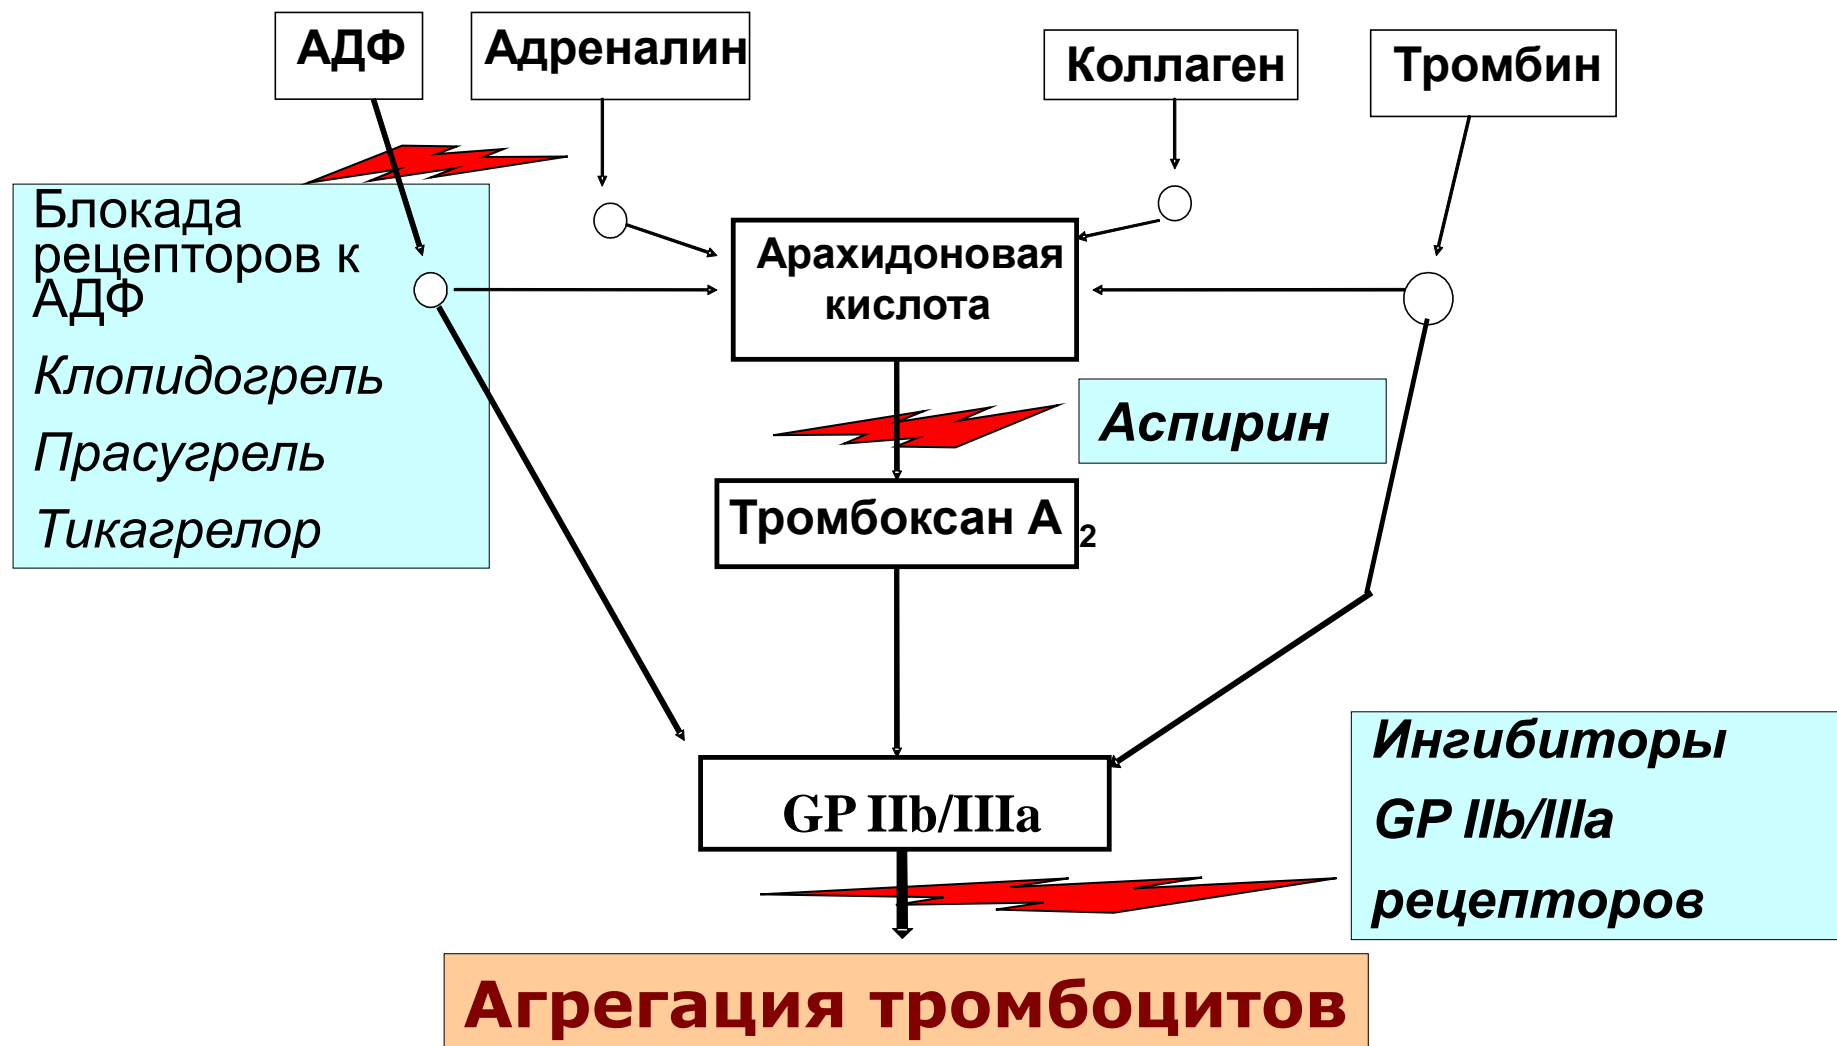 АДФ
Адреналин
Коллаген
Тромбин
Блокада
рецепторов к
АДФ
Клопидогрель
Прасугрель
Тикагрелор
Арахидоновая
кислота
Аспирин
Тромбоксан А 2
GP IIb/IIIa
Ингибиторы
GP IIb/IIIa
рецепторов
Агрегация тромбоцитов